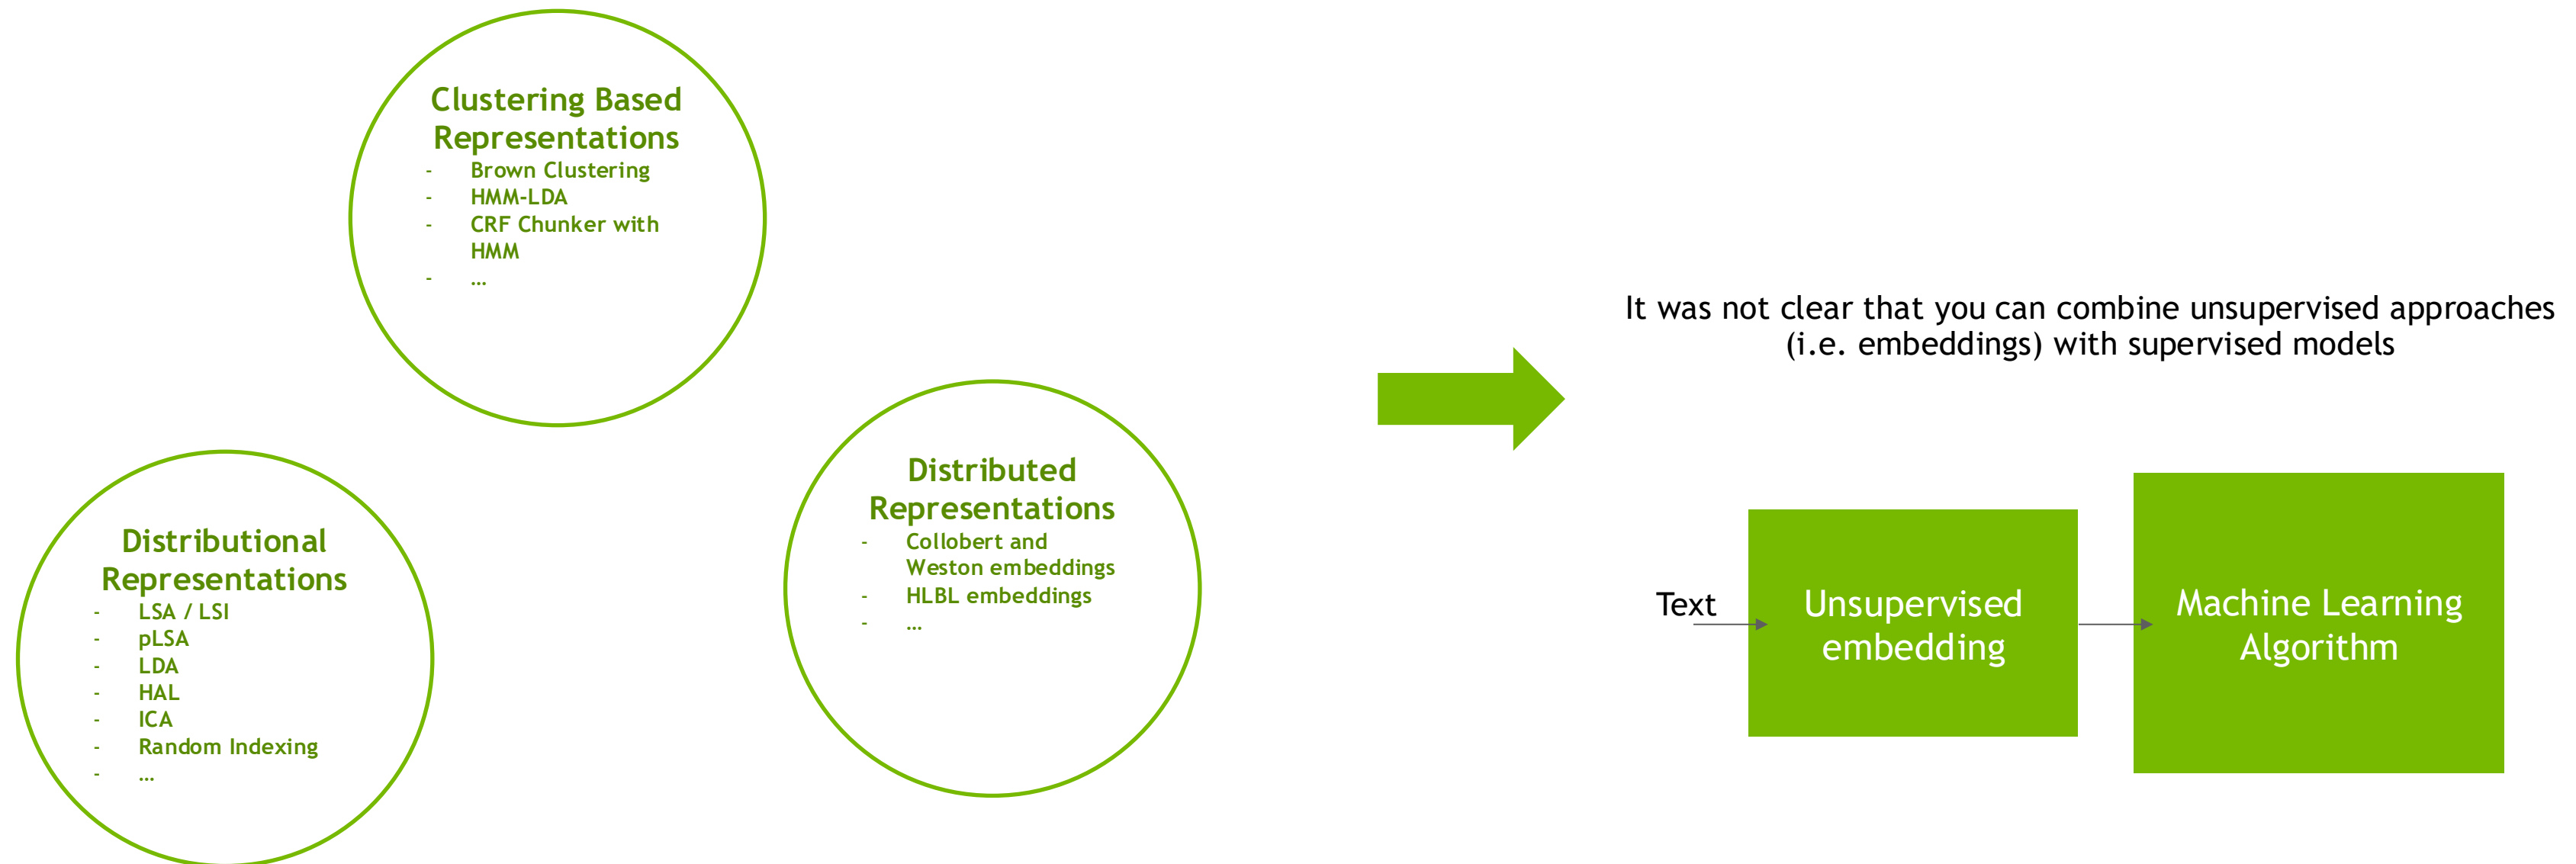 Clustering Based
Representations
- Brown Clustering
- HMM-LDA
- CRF Chunker with
HMM
- …
Distributional
Representations
- LSA / LSI
- pLSA
- LDA
- HAL
- ICA
- Random Indexing
- …
Distributed
Representations
- Collobert and
Weston embeddings
- HLBL embeddings
- …
It was not clear that you can combine unsupervised approaches
(i.e. embeddings) with supervised models
Text
Unsupervised
embedding
Machine Learning
Algorithm